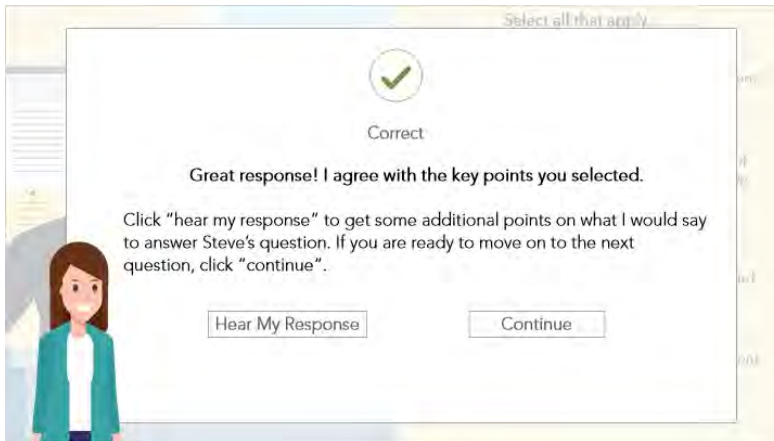 Select all that apply
Correct
Great response! I agree with the key points you selected.
Click "hear my response" to get some additional points on what I would say
to answer Steve's question. If you are ready to move on to the next
question, click "continue".
Hear My Response
Continue